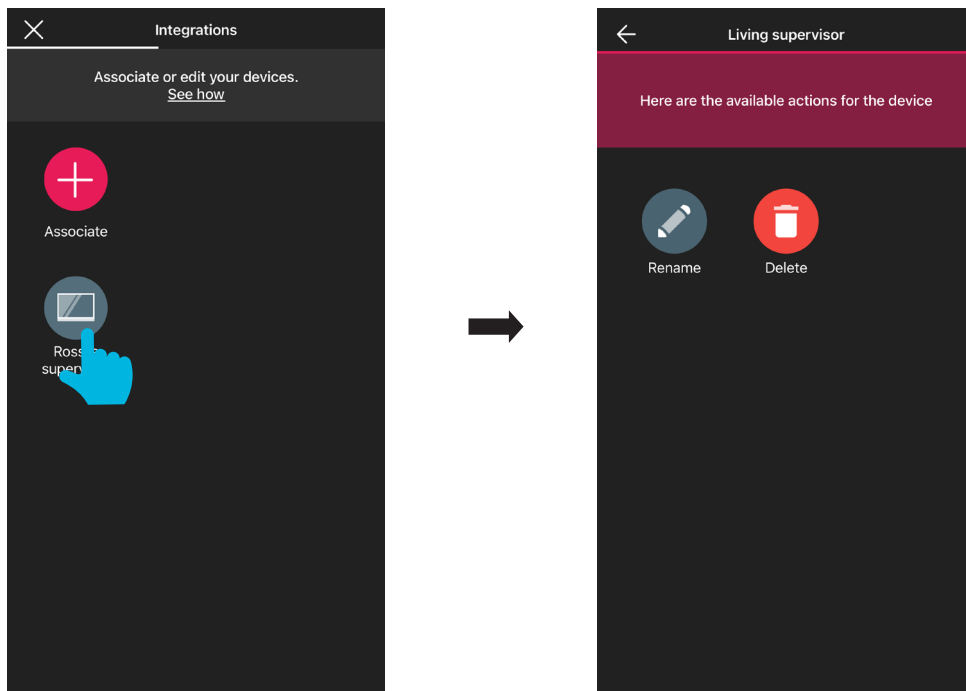 Integrations
Associate or edit your devices.
See how
Associate
Living supervisor
Here are the available actions for the device
Rename
Delete